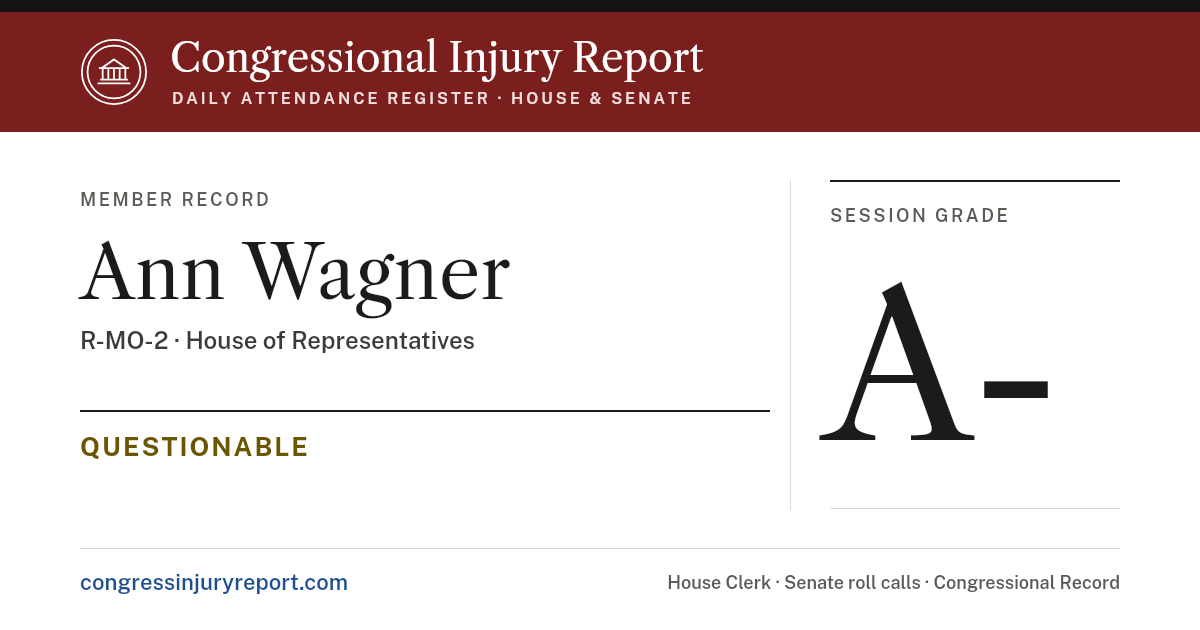 Congressional Injury Report
DAILY ATTENDANCE REGISTER · HOUSE & SENATE
MEMBER RECORD
Ann Wagner
R-MO-2 · House of Representatives
QUESTIONABLE
SESSION GRADE
A-
congressinjuryreport.com
House Clerk · Senate roll calls · Congressional Record